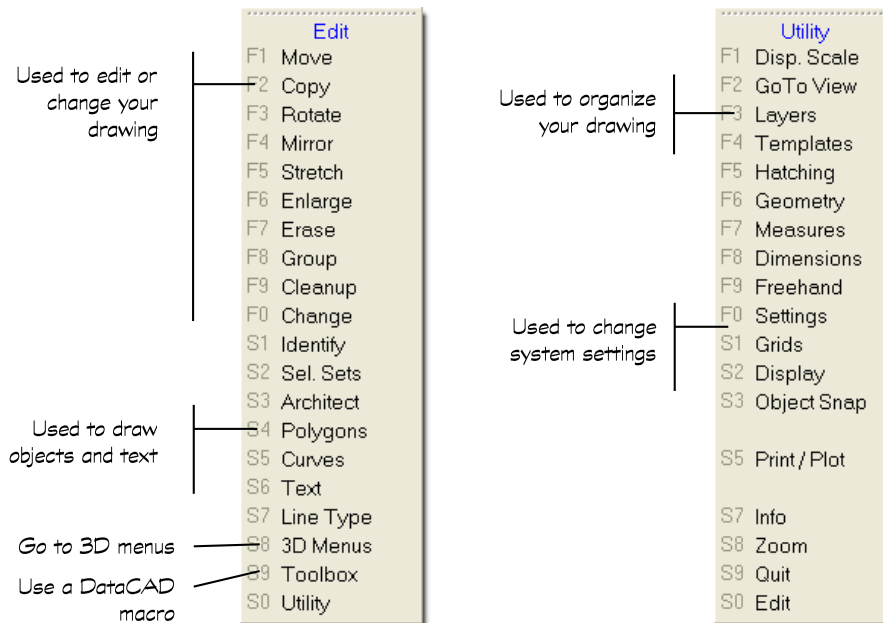 Edit
F1 Move
F2 Copy
F3 Rotate
F4 Mirror
F5 Stretch
F6 Enlarge
F7 Erase
F8 Group
F9 Cleanup
F0 Change
S1 Identify
S2 Sel. Sets
S3 Architect
S4 Polygons
S5 Curves
S6 Text
S7 Line Type
S8 3D Menus
S9 Toolbox
S0 Utility
Used to edit or
change your
drawing
Used to draw
objects and text
Go to 3D menus
Use a DataCAD
macro
Utility
F1 Disp. Scale
F2 GoTo View
F3 Layers
F4 Templates
F5 Hatching
F6 Geometry
F7 Measures
F8 Dimensions
F9 Freehand
F0 Settings
S1 Grids
S2 Display
S3 Object Snap
S5 Print / Plot
S7 Info
S8 Zoom
S9 Quit
S0 Edit
Used to organize
your drawing
Used to change
system settings